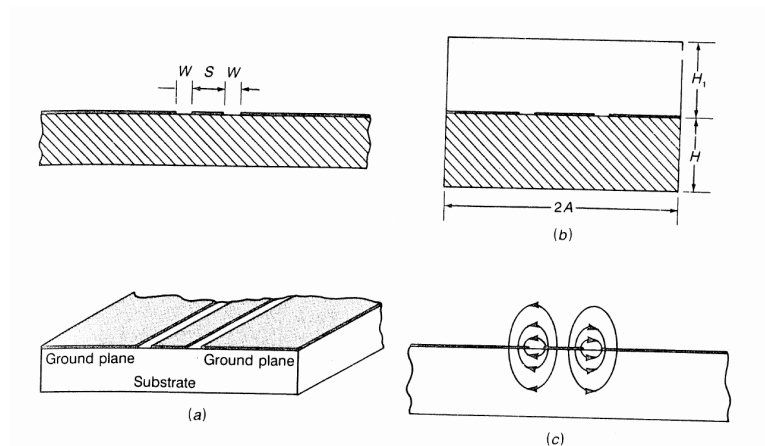 W S W
H₁
H
2A
(b)
Ground plane Ground plane
Substrate
(a)
(c)